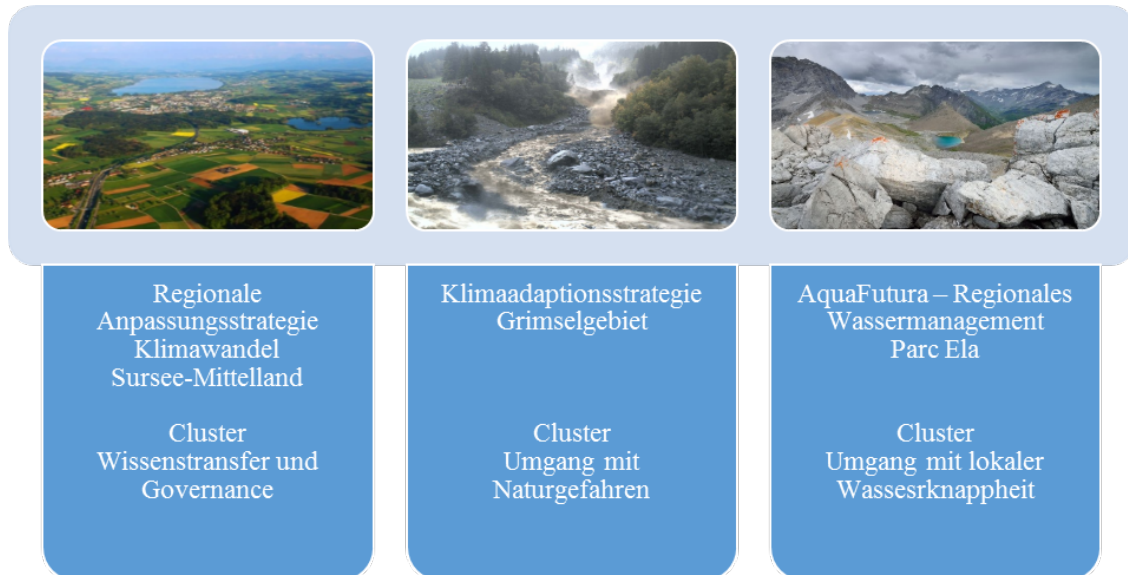 Regionale
Anpassungsstrategie
Klimawandel
Sursee-Mittelland
Cluster
Wissenstransfer und
Governance
Klimaadaptionsstrategie
Grimselgebiet
Cluster
Umgang mit
Naturgefahren
AquaFutura – Regionales
Wassermanagement
Parc Ela
Cluster
Umgang mit lokaler
Wassesrknappheit